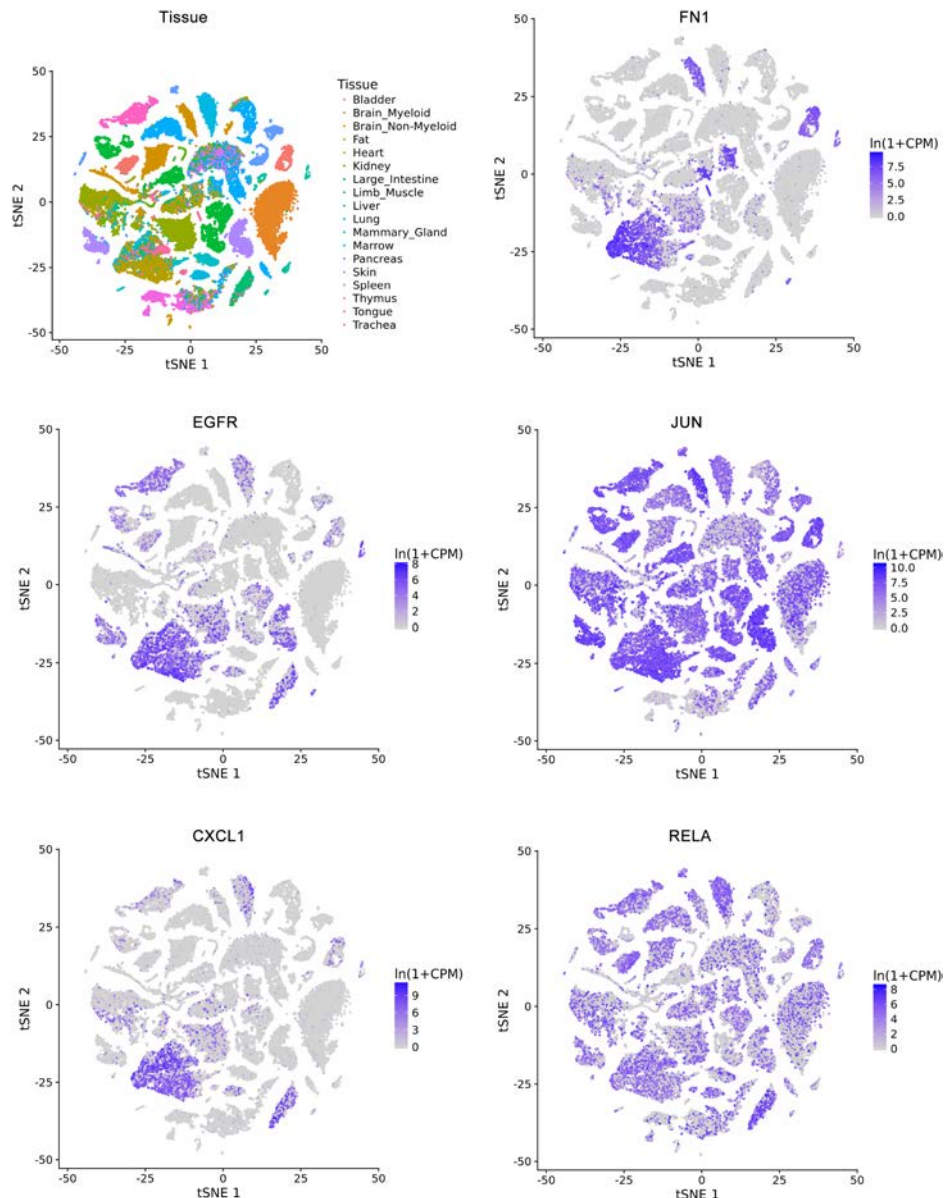 Tissue
50
25
0
-25
-50
tSNE 2
-50
-25
0
25
50
tSNE 1
Tissue
Bladder
Brain_Myeloid
Brain_Non-Myeloid
Fat
Heart
Kidney
Large_Intestine
Limb_Muscle
Liver
Lung
Mammary_Gland
Marrow
Pancreas
Skin
Spleen
Thymus
Tongue
Trachea
FN1
50
25
0
-25
-50
tSNE 2
-50
-25
0
25
50
tSNE 1
ln(1+CPM)
7.5
5.0
2.5
0.0
EGFR
50
25
0
-25
-50
tSNE 2
-50
-25
0
25
50
tSNE 1
ln(1+CPM)
8
6
4
2
0
JUN
50
25
0
-25
-50
tSNE 2
-50
-25
0
25
50
tSNE 1
ln(1+CPM)
10.0
7.5
5.0
2.5
0.0
CXCL1
50
25
0
-25
-50
tSNE 2
-50
-25
0
25
50
tSNE 1
ln(1+CPM)
9
6
3
0
RELA
50
25
0
-25
-50
tSNE 2
-50
-25
0
25
50
tSNE 1
ln(1+CPM)
8
6
4
2
0